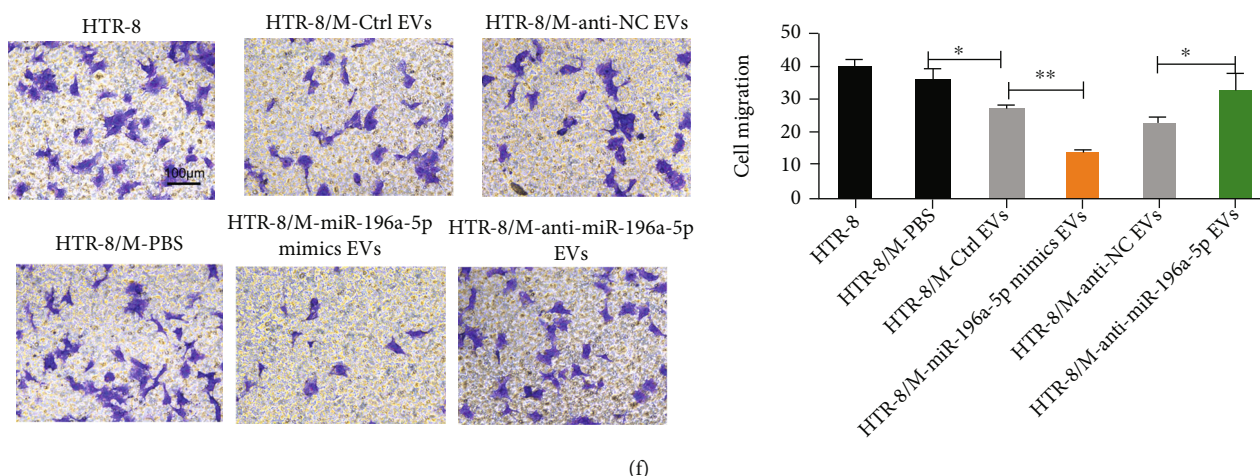 HTR-8
HTR-8/M-Ctrl EVs
HTR-8/M-anti-NC EVs
100µm
HTR-8/M-PBS
HTR-8/M-miR-196a-5p
mimics EVs
HTR-8/M-anti-miR-196a-5p
EVs
Cell migration
50
40
30
20
10
0
*
**
*
HTR-8
HTR-8/M-PBS
HTR-8/M-Ctrl EVs
HTR-8/M-miR-196a-5p mimics EVs
HTR-8/M-anti-NC EVs
HTR-8/M-anti-miR-196a-5p EVs
(f)